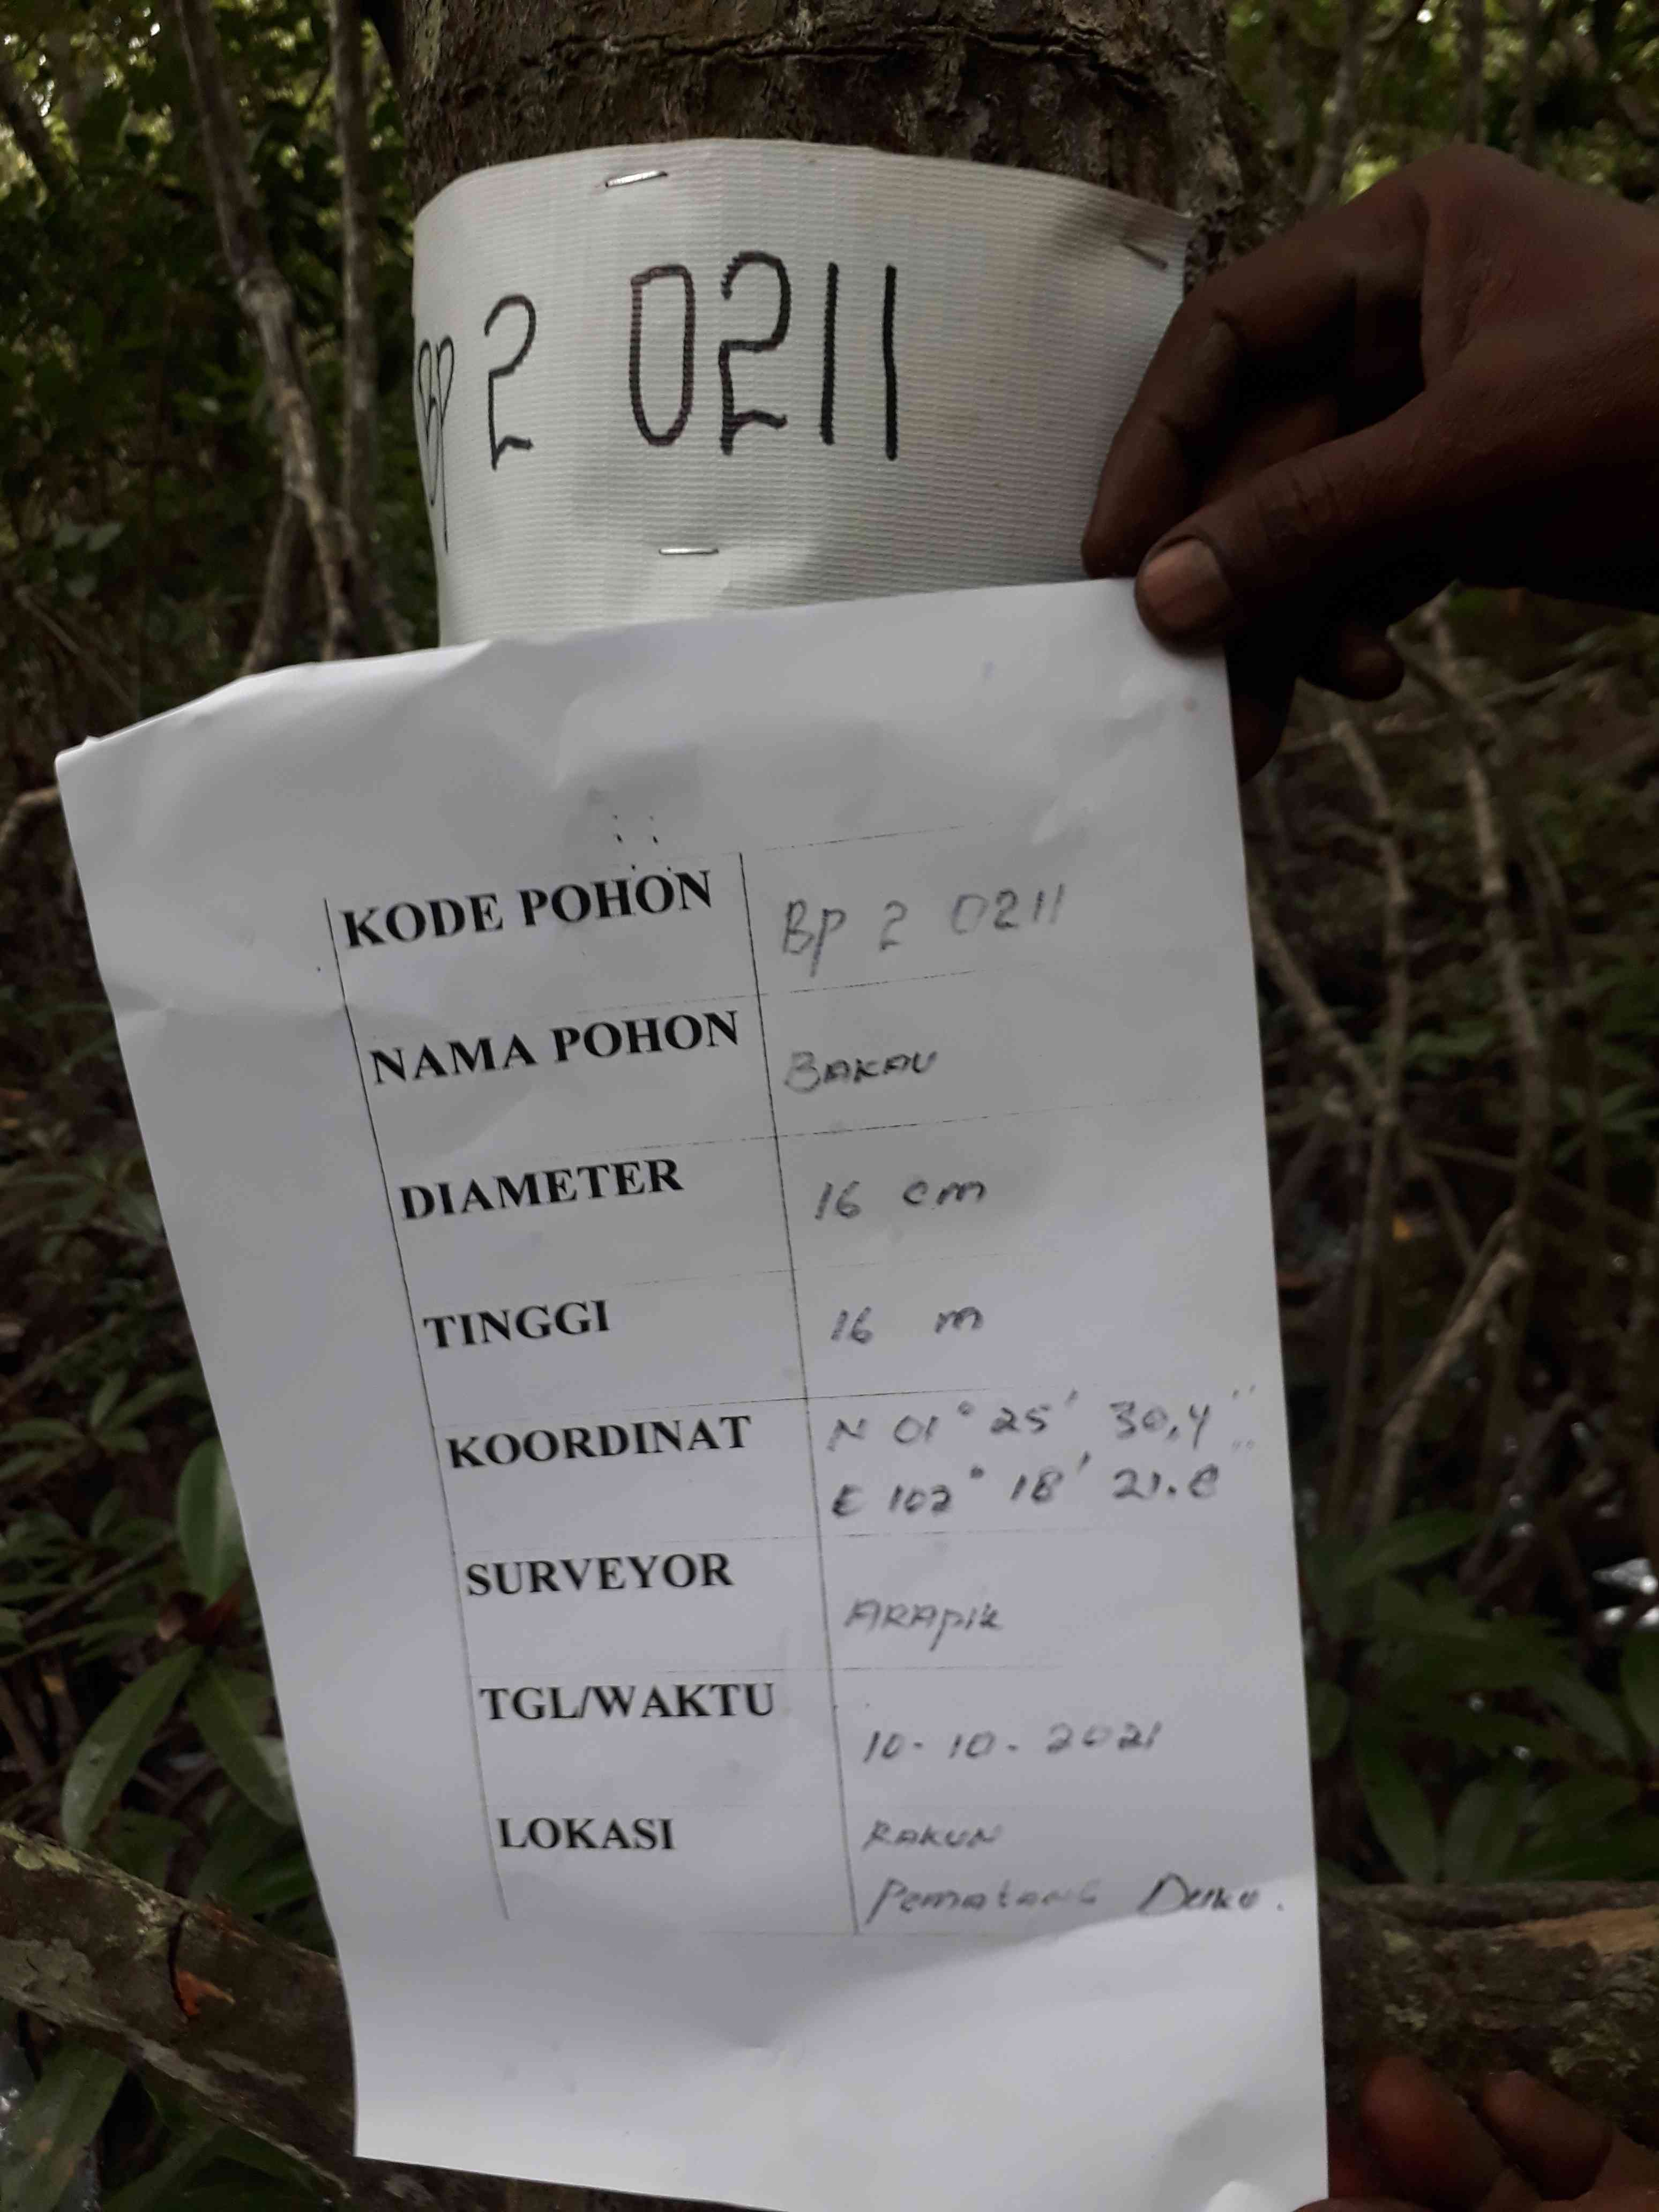 BP 2 0211
KODE POHON BP 2 0211
NAMA POHON BAKAU
DIAMETER 16 cm
TINGGI 16 m
KOORDINAT N 01° 25' 30,4"
E 102° 18' 21.8"
SURVEYOR ARApik
TGL/WAKTU 10-10-2021
LOKASI RAKUN
Pematang Duku.